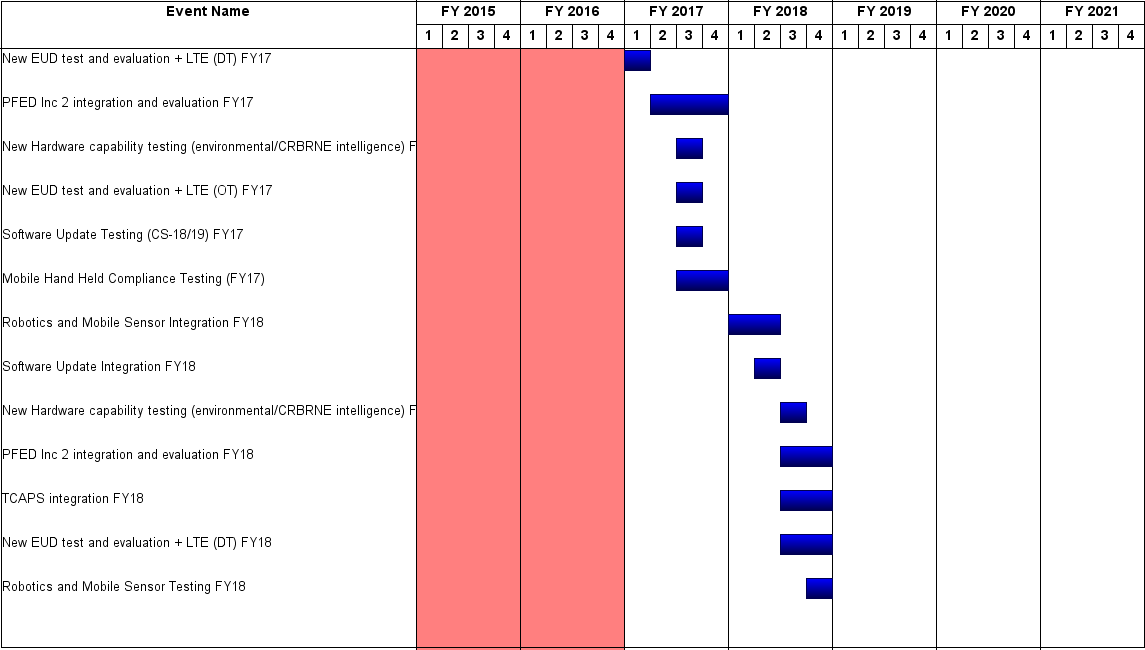 Event Name FY 2015 FY 2016 FY 2017 FY 2018 FY 2019 FY 2020 FY 2021
1 2 3 4 1 2 3 4 1 2 3 4 1 2 3 4 1 2 3 4 1 2 3 4 1 2 3 4
New EUD test and evaluation + LTE (DT) FY17
PFED Inc 2 integration and evaluation FY17
New Hardware capability testing (environmental/CRBRNE intelligence) F
New EUD test and evaluation + LTE (OT) FY17
Software Update Testing (CS-18/19) FY17
Mobile Hand Held Compliance Testing (FY17)
Robotics and Mobile Sensor Integration FY18
Software Update Integration FY18
New Hardware capability testing (environmental/CRBRNE intelligence) F
PFED Inc 2 integration and evaluation FY18
TCAPS integration FY18
New EUD test and evaluation + LTE (DT) FY18
Robotics and Mobile Sensor Testing FY18